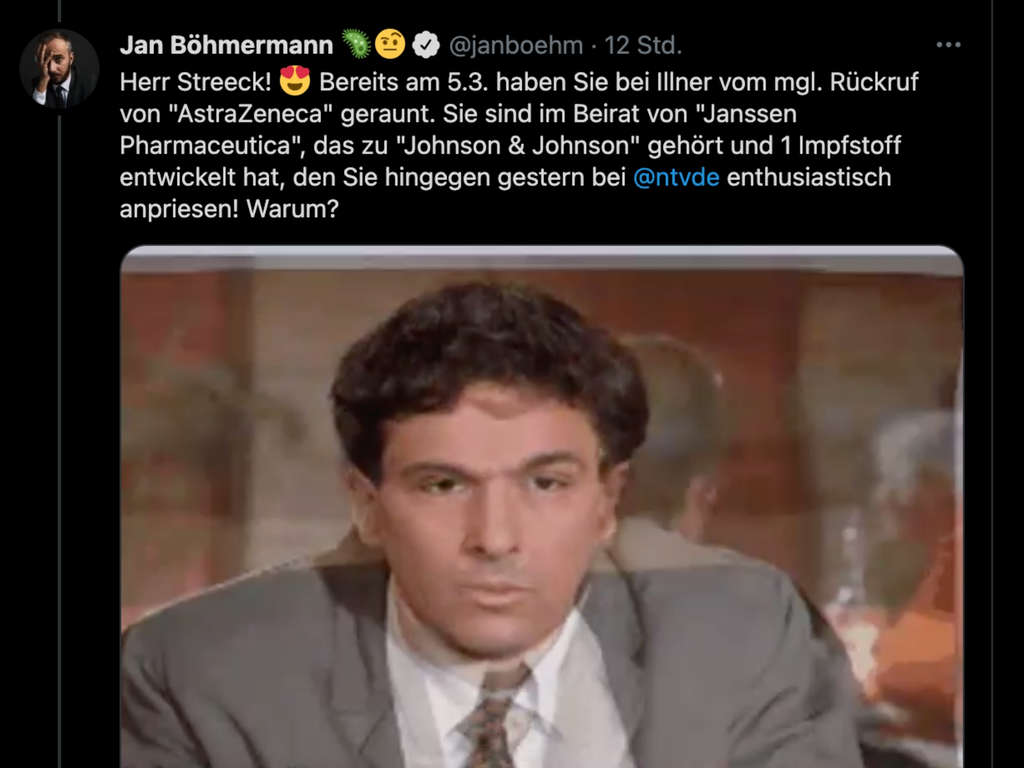 Jan Böhmermann 🦠🤨 @janboehm · 12 Std.
Herr Streeck! 😍 Bereits am 5.3. haben Sie bei Illner vom mgl. Rückruf
von "AstraZeneca" geraunt. Sie sind im Beirat von "Janssen
Pharmaceutica", das zu "Johnson & Johnson" gehört und 1 Impfstoff
entwickelt hat, den Sie hingegen gestern bei @ntvde enthusiastisch
anpriesen! Warum?